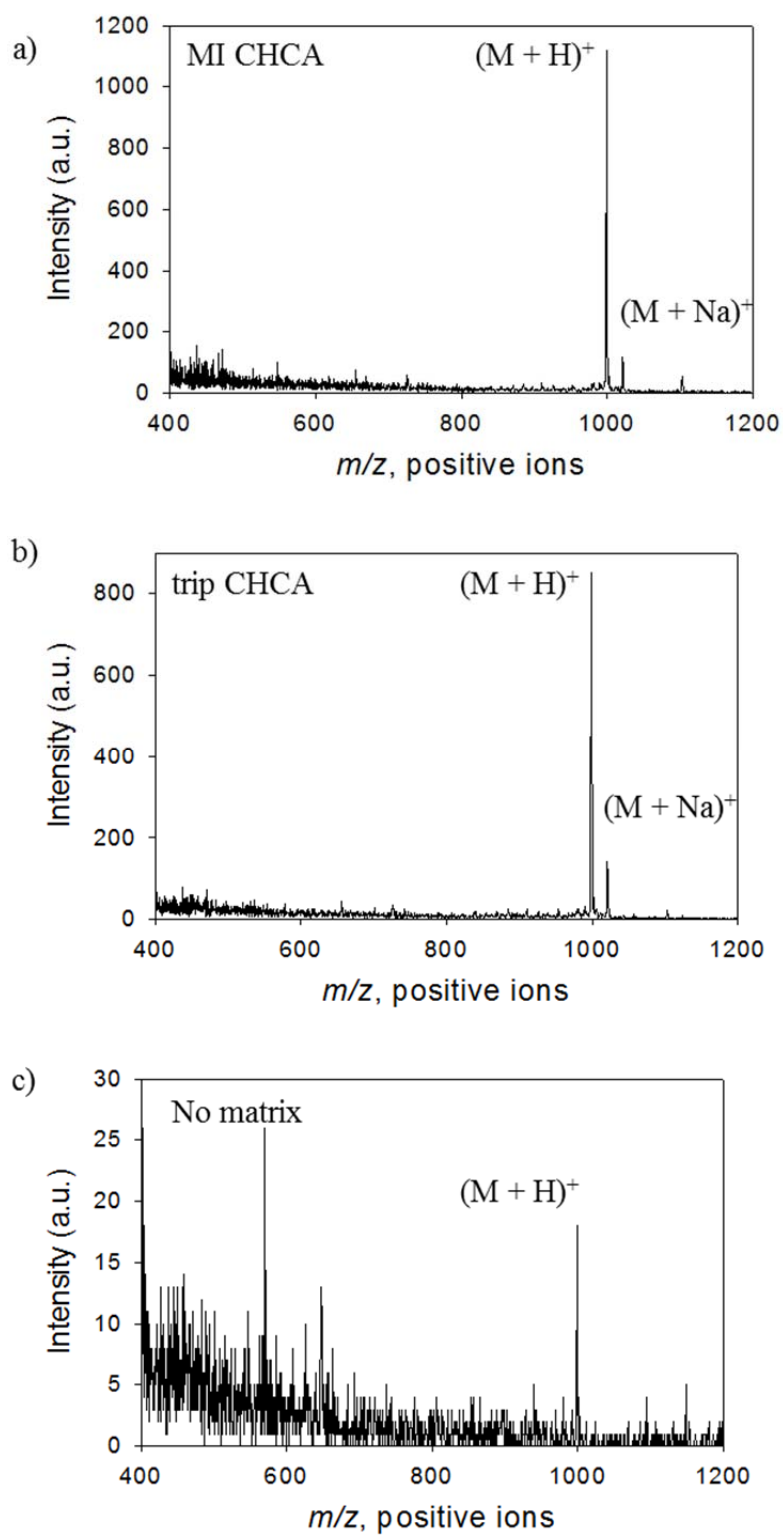 a)
MI CHCA
(M + H)⁺
(M + Na)⁺
Intensity (a.u.)
1200
1000
800
600
400
200
0
400 600 800 1000 1200
m/z, positive ions
b)
trip CHCA
(M + H)⁺
(M + Na)⁺
Intensity (a.u.)
800
600
400
200
0
400 600 800 1000 1200
m/z, positive ions
c)
No matrix
(M + H)⁺
Intensity (a.u.)
30
25
20
15
10
5
0
400 600 800 1000 1200
m/z, positive ions